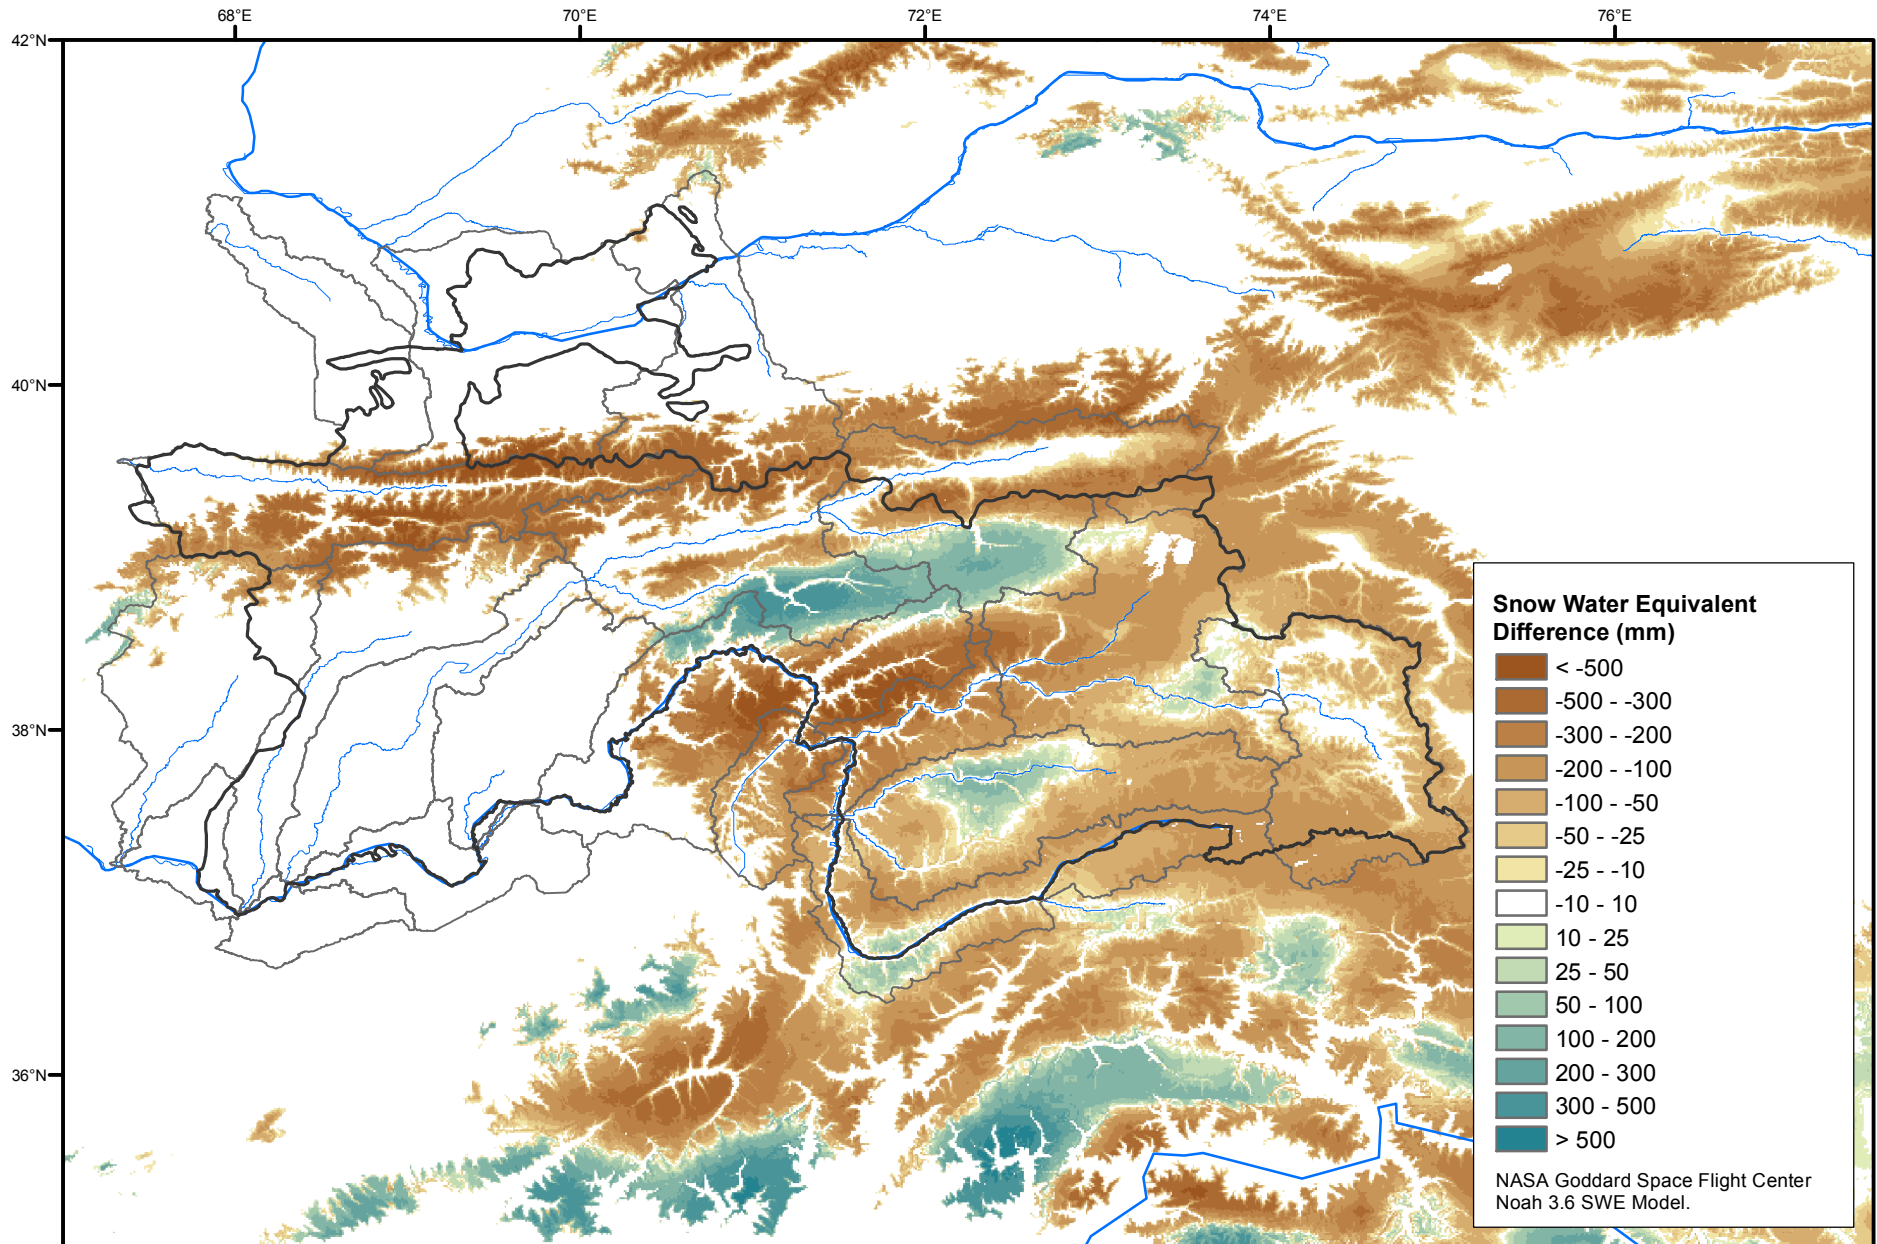 68°E
70°E
72°E
74°E
76°E
42°N
40°N
38°N
36°N
Snow Water Equivalent
Difference (mm)
< -500
-500 - -300
-300 - -200
-200 - -100
-100 - -50
-50 - -25
-25 - -10
-10 - 10
10 - 25
25 - 50
50 - 100
100 - 200
200 - 300
300 - 500
> 500
NASA Goddard Space Flight Center
Noah 3.6 SWE Model.